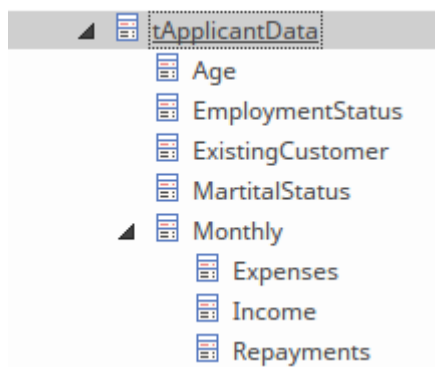 tApplicantData
Age
EmploymentStatus
ExistingCustomer
MartitalStatus
Monthly
Expenses
Income
Repayments